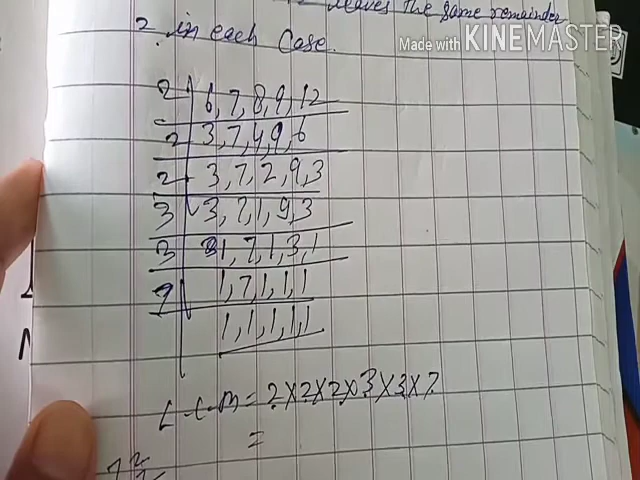 leaves the same remainder
2 in each case.
Made with KINEMASTER
2 6, 7, 8, 9, 12
2 3, 7, 4, 9, 6
2 3, 7, 2, 9, 3
3 3, 7, 1, 9, 3
3 1, 7, 1, 3, 1
7 1, 7, 1, 1, 1
1, 1, 1, 1, 1
L.C.M = 2×2×2×3×3×7
=